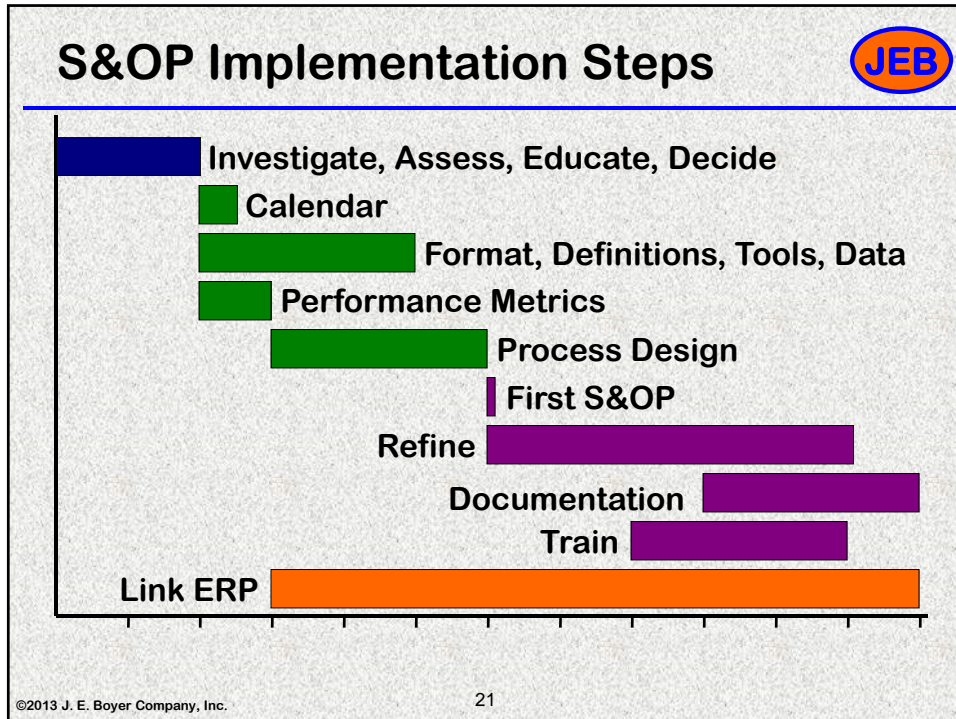 S&OP Implementation Steps
JEB
Investigate, Assess, Educate, Decide
Calendar
Format, Definitions, Tools, Data
Performance Metrics
Process Design
First S&OP
Refine
Documentation
Train
Link ERP
©2013 J. E. Boyer Company, Inc.
21